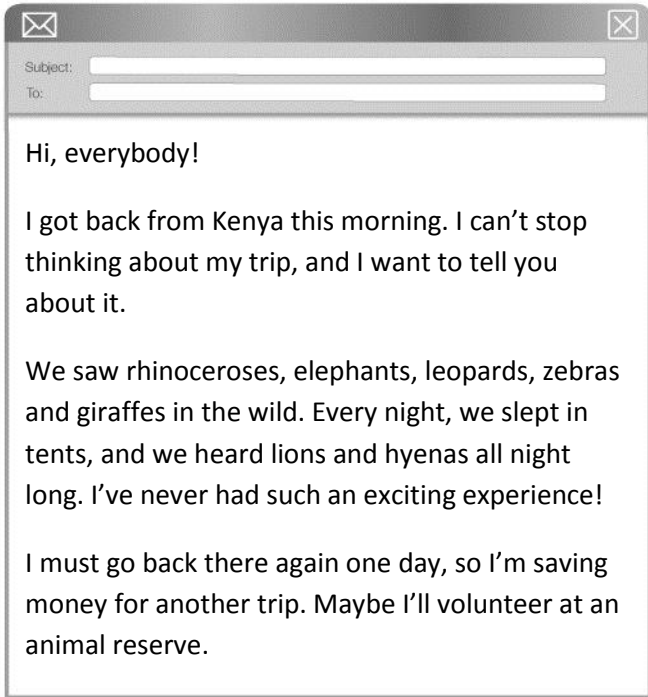 Subject:
To:
Hi, everybody!
I got back from Kenya this morning. I can’t stop
thinking about my trip, and I want to tell you
about it.
We saw rhinoceroses, elephants, leopards, zebras
and giraffes in the wild. Every night, we slept in
tents, and we heard lions and hyenas all night
long. I’ve never had such an exciting experience!
I must go back there again one day, so I’m saving
money for another trip. Maybe I’ll volunteer at an
animal reserve.